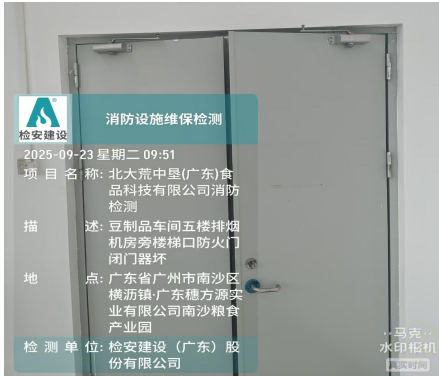 检安建设
消防设施维保检测
2025-09-23 星期二 09:51
项目名称: 北大荒中垦(广东)食
品科技有限公司消防
检测
描述: 豆制品车间五楼排烟
机房旁楼梯口防火门
闭门器坏
地点: 广东省广州市南沙区
横沥镇·广东穗方源实
业有限公司南沙粮食
产业园
检测单位: 检安建设（广东）股
份有限公司
马克
水印相机
真实时间